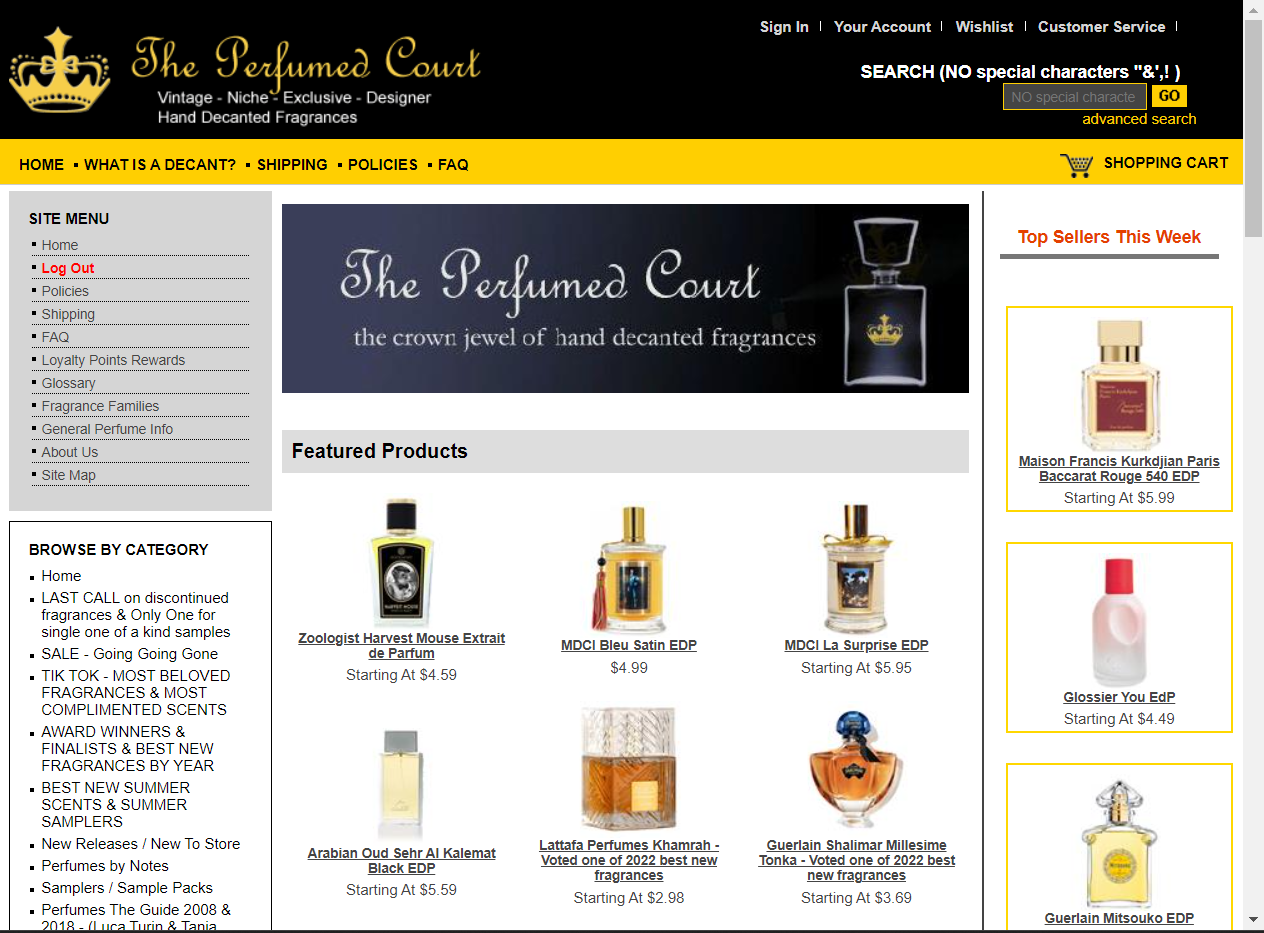 The Perfumed Court
Vintage - Niche - Exclusive - Designer
Hand Decanted Fragrances
Sign In
Your Account
Wishlist
Customer Service
SEARCH (NO special characters "&',! )
NO special characte
GO
advanced search
HOME
WHAT IS A DECANT?
SHIPPING
POLICIES
FAQ
SHOPPING CART
SITE MENU
Home
Log Out
Policies
Shipping
FAQ
Loyalty Points Rewards
Glossary
Fragrance Families
General Perfume Info
About Us
Site Map
BROWSE BY CATEGORY
Home
LAST CALL on discontinued
fragrances & Only One for
single one of a kind samples
SALE - Going Going Gone
TIK TOK - MOST BELOVED
FRAGRANCES & MOST
COMPLIMENTED SCENTS
AWARD WINNERS &
FINALISTS & BEST NEW
FRAGRANCES BY YEAR
BEST NEW SUMMER
SCENTS & SUMMER
SAMPLERS
New Releases / New To Store
Perfumes by Notes
Samplers / Sample Packs
Perfumes The Guide 2008 &
2018 - (Luca Turin & Tania
The Perfumed Court
the crown jewel of hand decanted fragrances
Featured Products
Zoologist Harvest Mouse Extrait
de Parfum
Starting At $4.59
MDCI Bleu Satin EDP
$4.99
MDCI La Surprise EDP
Starting At $5.95
Arabian Oud Sehr Al Kalemat
Black EDP
Starting At $5.59
Lattafa Perfumes Khamrah -
Voted one of 2022 best new
fragrances
Starting At $2.98
Guerlain Shalimar Millesime
Tonka - Voted one of 2022 best
new fragrances
Starting At $3.69
Top Sellers This Week
Maison Francis Kurkdjian Paris
Baccarat Rouge 540 EDP
Starting At $5.99
Glossier You EdP
Starting At $4.49
Guerlain Mitsouko EDP